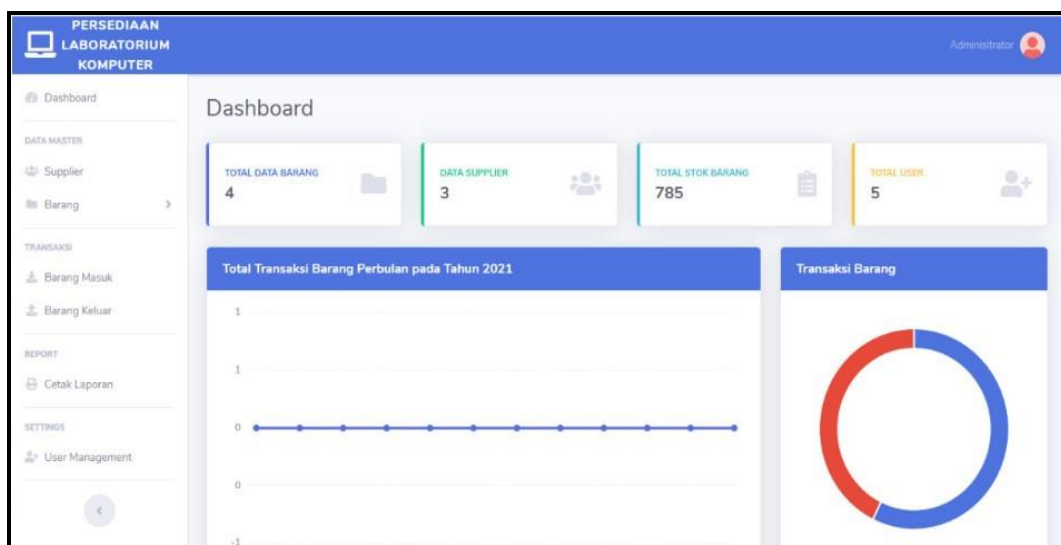 PERSEDIAAN
LABORATORIUM
KOMPUTER
Administrator
Dashboard
DATA MASTER
Supplier
Barang
TRANSAKSI
Barang Masuk
Barang Keluar
REPORT
Cetak Laporan
SETTINGS
User Management
Dashboard
TOTAL DATA BARANG
4
DATA SUPPLIER
3
TOTAL STOK BARANG
785
TOTAL USER
5
Total Transaksi Barang Perbulan pada Tahun 2021
1
1
0
0
-1
Transaksi Barang